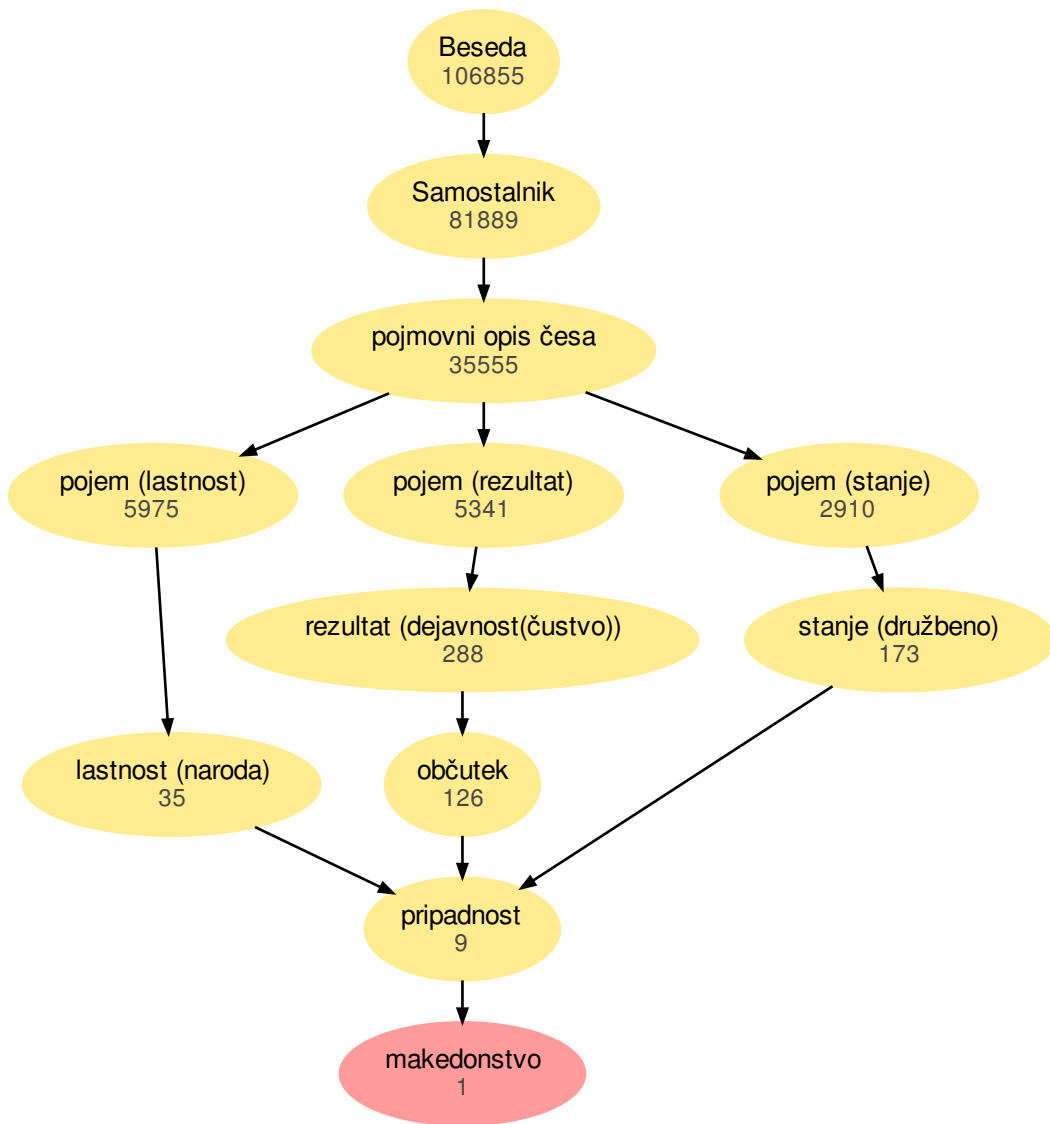 Beseda
106855
Samostalnik
81889
pojmovni opis česa
35555
pojem (lastnost)
5975
pojem (rezultat)
5341
pojem (stanje)
2910
rezultat (dejavnost(čustvo))
288
stanje (družbeno)
173
lastnost (naroda)
35
občutek
126
pripadnost
9
makedonstvo
1